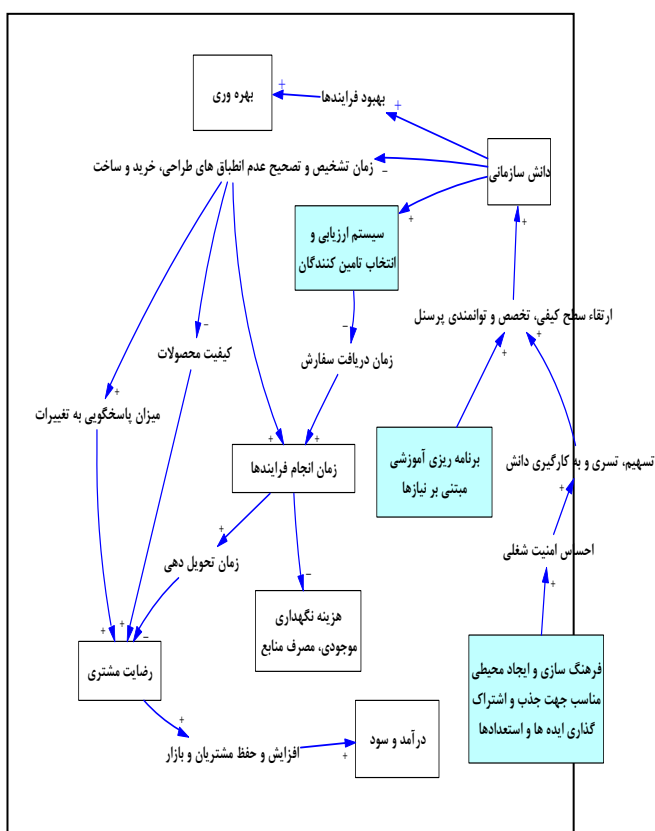 بهره وری
بهبود فرایندها
دانش سازمانی
زمان تشخیص و تصحیح عدم انطباق های طراحی، خرید و ساخت
سیستم ارزیابی و
انتخاب تامین کنندگان
ارتقاء سطح کیفی، تخصص و توانمندی پرسنل
زمان دریافت سفارش
کیفیت محصولات
میزان پاسخگویی به تغییرات
برنامه ریزی آموزشی
مبتنی بر نیازها
تسهیم، تسری و به کارگیری دانش
زمان انجام فرایندها
احساس امنیت شغلی
زمان تحویل دهی
هزینه نگهداری
موجودی، مصرف منابع
رضایت مشتری
فرهنگ سازی و ایجاد محیطی
مناسب جهت جذب و اشتراک
گذاری ایده ها و استعدادها
درآمد و سود
افزایش و حفظ مشتریان و بازار